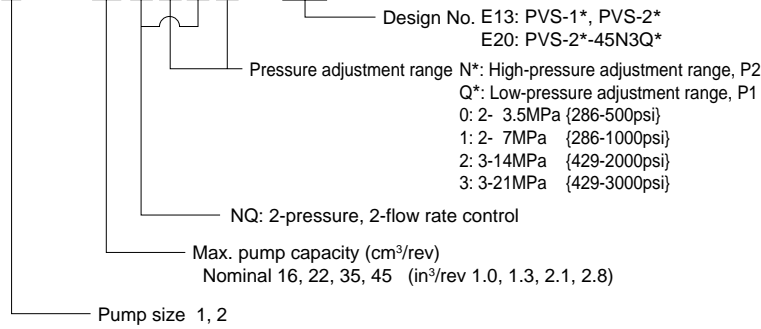 Design No. E13: PVS-1*, PVS-2*
E20: PVS-2*-45N3Q*
Pressure adjustment range N*: High-pressure adjustment range, P2
Q*: Low-pressure adjustment range, P1
0: 2- 3.5MPa {286-500psi}
1: 2- 7MPa {286-1000psi}
2: 3-14MPa {429-2000psi}
3: 3-21MPa {429-3000psi}
NQ: 2-pressure, 2-flow rate control
Max. pump capacity (cm³/rev)
Nominal 16, 22, 35, 45 (in³/rev 1.0, 1.3, 2.1, 2.8)
Pump size 1, 2